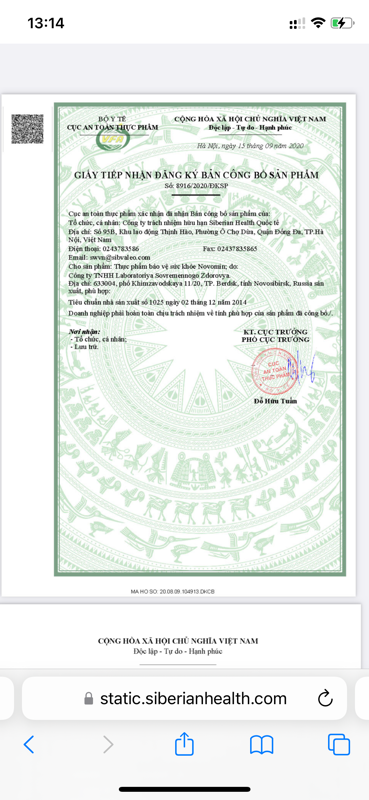 13:14
BỘ Y TẾ
CỤC AN TOÀN THỰC PHẨM
VFA
CỘNG HÒA XÃ HỘI CHỦ NGHĨA VIỆT NAM
Độc lập - Tự do - Hạnh phúc
Hà Nội, ngày 15 tháng 09 năm 2020
GIẤY TIẾP NHẬN ĐĂNG KÝ BẢN CÔNG BỐ SẢN PHẨM
Số: 8916/2020/ĐKSP
Cục an toàn thực phẩm xác nhận đã nhận Bản công bố sản phẩm của:
Tổ chức, cá nhân: Công ty trách nhiệm hữu hạn Siberian Health Quốc tế
Địa chỉ: Số 95B, Khu lao động Thịnh Hào, Phường Ô Chợ Dừa, Quận Đống Đa, TP.Hà
Nội, Việt Nam
Điện thoại: 0243783586 Fax: 02437835865
Email: swvn@sibvaleo.com
Cho sản phẩm: Thực phẩm bảo vệ sức khỏe Novomin; do:
Công ty TNHH Laboratoriya Sovremennogo Zdorovya.
Địa chỉ: 633004, phố Khimzavodskaya 11/20, TP. Berdsk, tỉnh Novosibirsk, Russia sản
xuất, phù hợp:
Tiêu chuẩn nhà sản xuất số 1025 ngày 02 tháng 12 năm 2014
Doanh nghiệp phải hoàn toàn chịu trách nhiệm về tính phù hợp của sản phẩm đã công bố./.
Nơi nhận:
- Tổ chức, cá nhân;
- Lưu trữ.
KT. CỤC TRƯỞNG
PHÓ CỤC TRƯỞNG
CỤC
AN TOÀN
THỰC PHẨM
Đỗ Hữu Tuấn
MA HO SO: 20.08.09.104913.DKCB
CỘNG HÒA XÃ HỘI CHỦ NGHĨA VIỆT NAM
Độc lập - Tự do - Hạnh phúc
static.siberianhealth.com